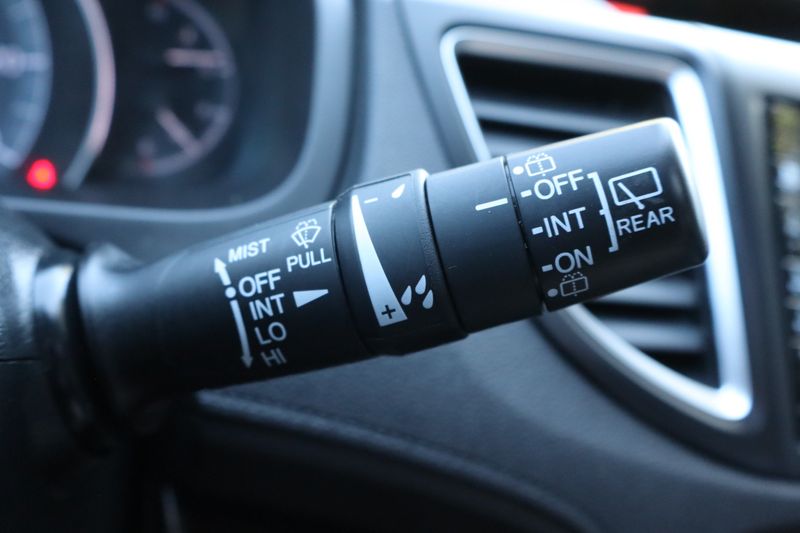 MIST
OFF
INT
LO
HI
PULL
-
+
OFF
INT
ON
REAR